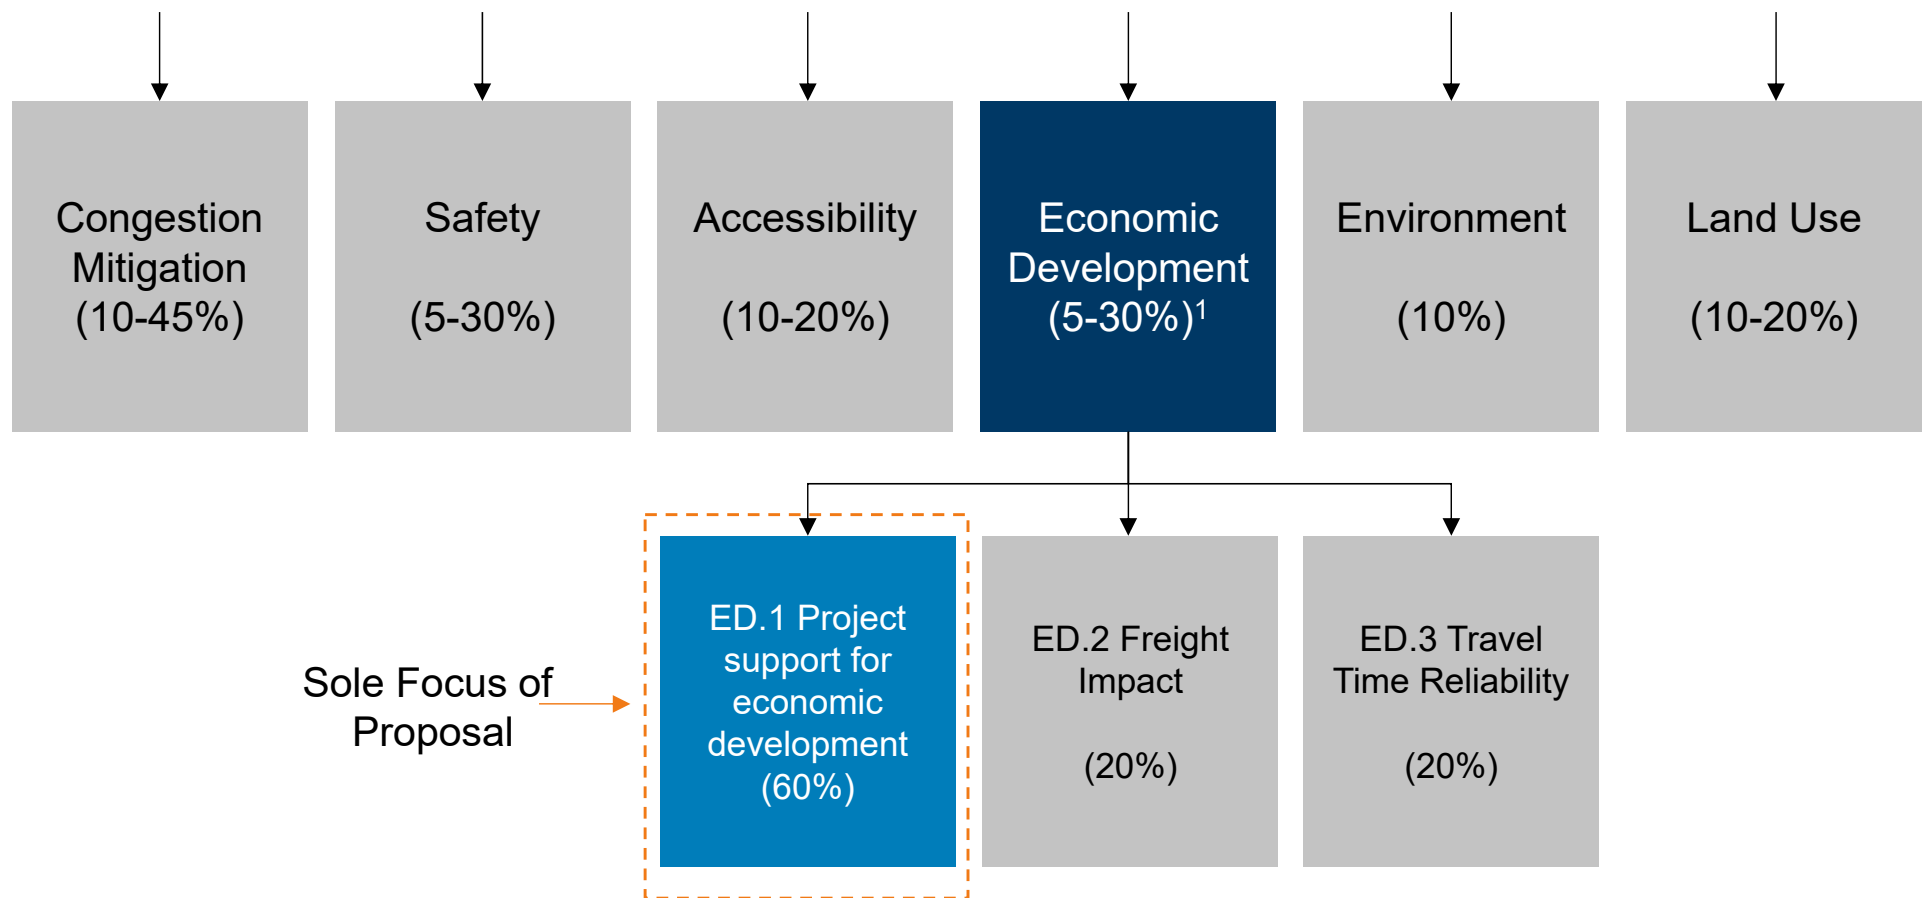 Congestion
Mitigation
(10-45%)
Safety
(5-30%)
Accessibility
(10-20%)
Economic
Development
(5-30%)¹
Environment
(10%)
Land Use
(10-20%)
Sole Focus of
Proposal
ED.1 Project
support for
economic
development
(60%)
ED.2 Freight
Impact
(20%)
ED.3 Travel
Time Reliability
(20%)